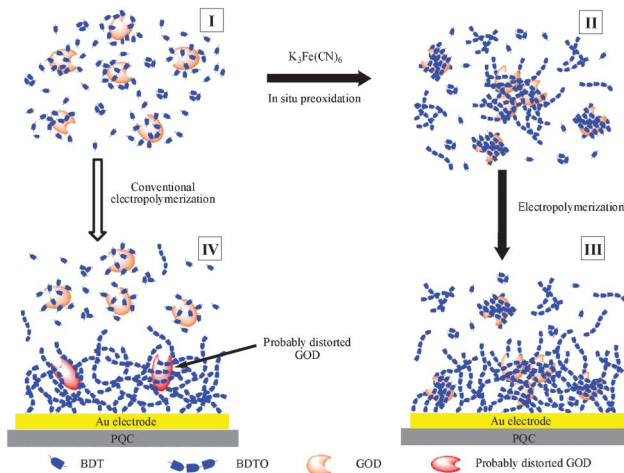 I
K₃Fe(CN)₆
In situ preoxidation
II
Conventional
electropolymerization
Electropolymerization
IV
III
Probably distorted
GOD
Au electrode
PQC
Au electrode
PQC
BDT
BDTO
GOD
Probably distorted GOD